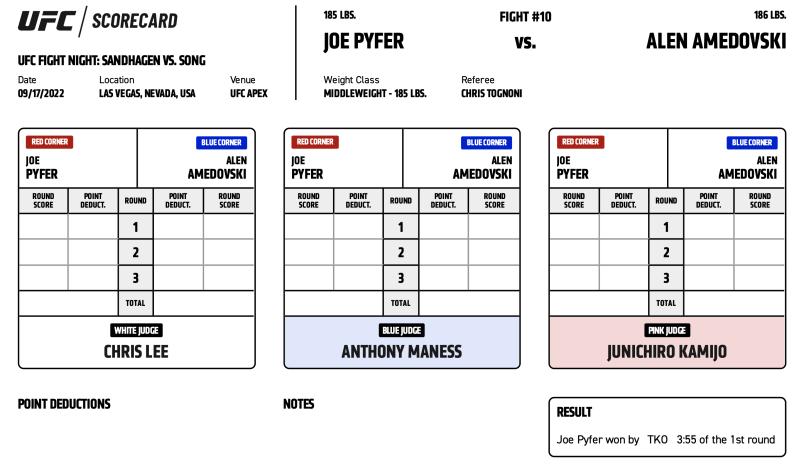 UFC / SCORECARD
UFC FIGHT NIGHT: SANDHAGEN VS. SONG
Date Location Venue
09/17/2022 LAS VEGAS, NEVADA, USA UFC APEX
185 LBS. FIGHT #10 186 LBS.
JOE PYFER VS. ALEN AMEDOVSKI
Weight Class Referee
MIDDLEWEIGHT - 185 LBS. CHRIS TOGNONI
RED CORNER BLUE CORNER
JOE ALEN
PYFER AMEDOVSKI
ROUND SCORE POINT DEDUCT. ROUND POINT DEDUCT. ROUND SCORE
1
2
3
TOTAL
WHITE JUDGE
CHRIS LEE
RED CORNER BLUE CORNER
JOE ALEN
PYFER AMEDOVSKI
ROUND SCORE POINT DEDUCT. ROUND POINT DEDUCT. ROUND SCORE
1
2
3
TOTAL
BLUE JUDGE
ANTHONY MANESS
RED CORNER BLUE CORNER
JOE ALEN
PYFER AMEDOVSKI
ROUND SCORE POINT DEDUCT. ROUND POINT DEDUCT. ROUND SCORE
1
2
3
TOTAL
PINK JUDGE
JUNICHIRO KAMIJO
POINT DEDUCTIONS
NOTES
RESULT
Joe Pyfer won by TKO 3:55 of the 1st round